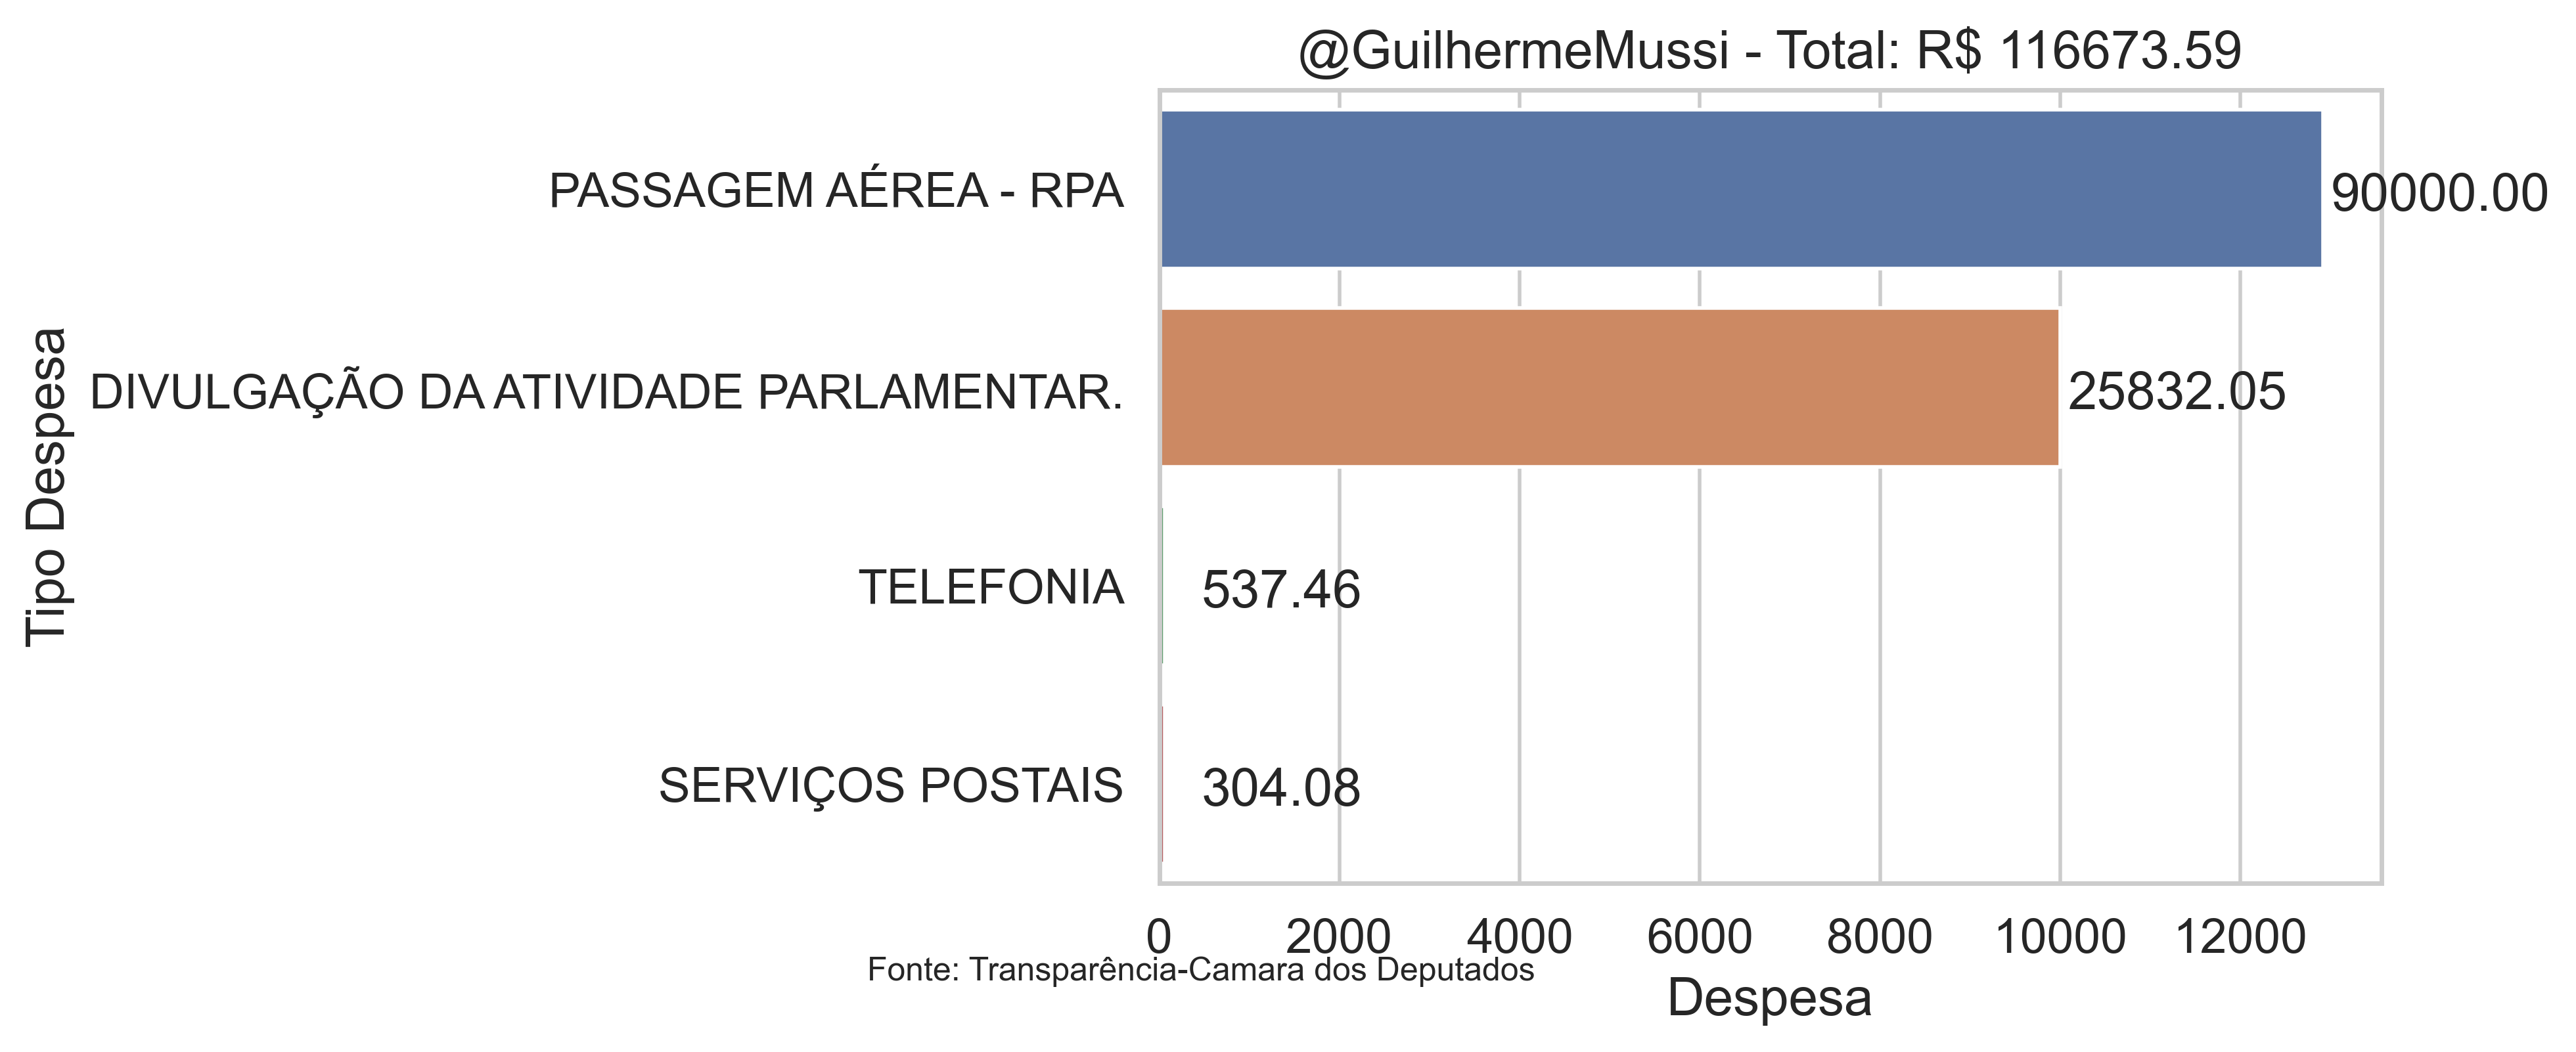 @GuilhermeMussi - Total: R$ 116673.59
Tipo Despesa
PASSAGEM AÉREA - RPA
90000.00
DIVULGAÇÃO DA ATIVIDADE PARLAMENTAR.
25832.05
TELEFONIA
537.46
SERVIÇOS POSTAIS
304.08
0 2000 4000 6000 8000 10000 12000
Fonte: Transparência-Camara dos Deputados
Despesa